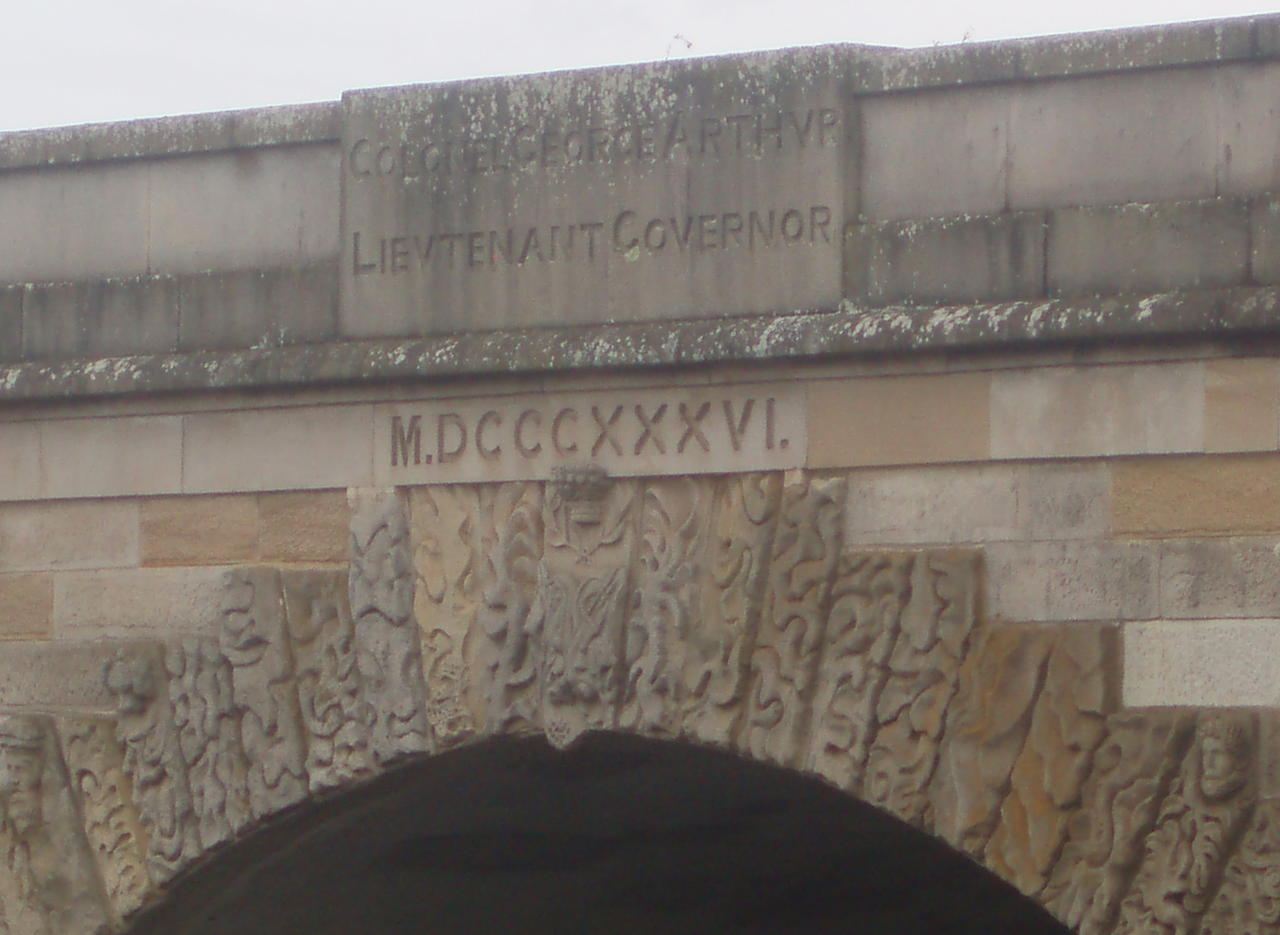 COLONEL GEORGE ARTHVR
LIEVTENANT GOVERNOR
M.DCCCXXXVI.